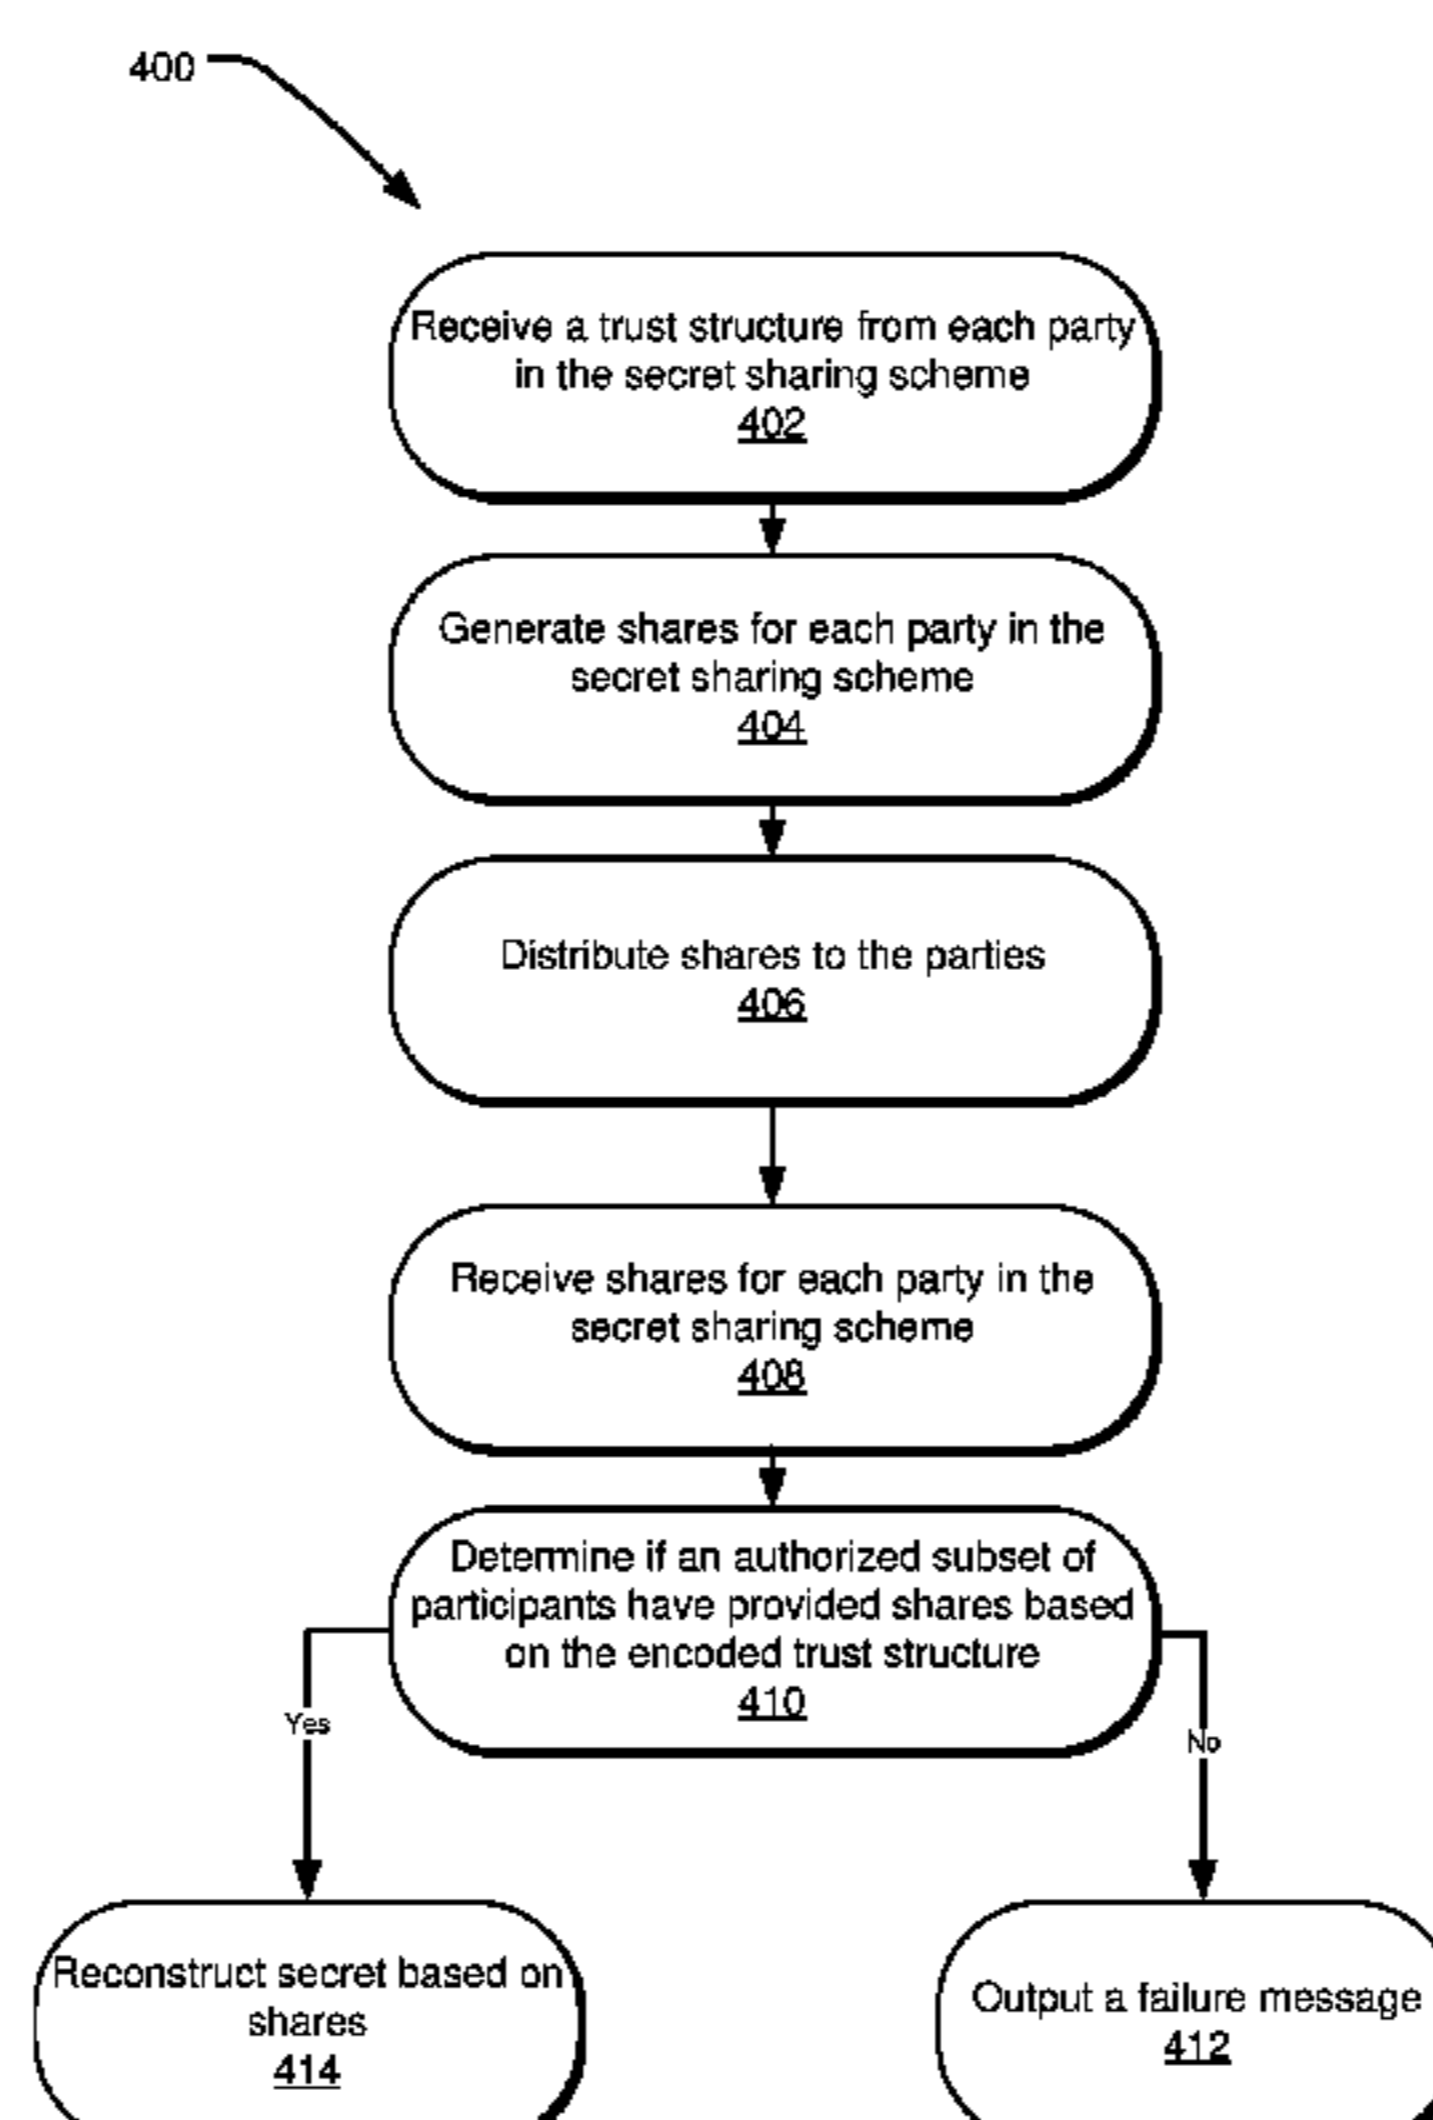 400
Receive a trust structure from each party
in the secret sharing scheme
402
Generate shares for each party in the
secret sharing scheme
404
Distribute shares to the parties
406
Receive shares for each party in the
secret sharing scheme
408
Determine if an authorized subset of
participants have provided shares based
on the encoded trust structure
410
Yes
No
Reconstruct secret based on
shares
414
Output a failure message
412